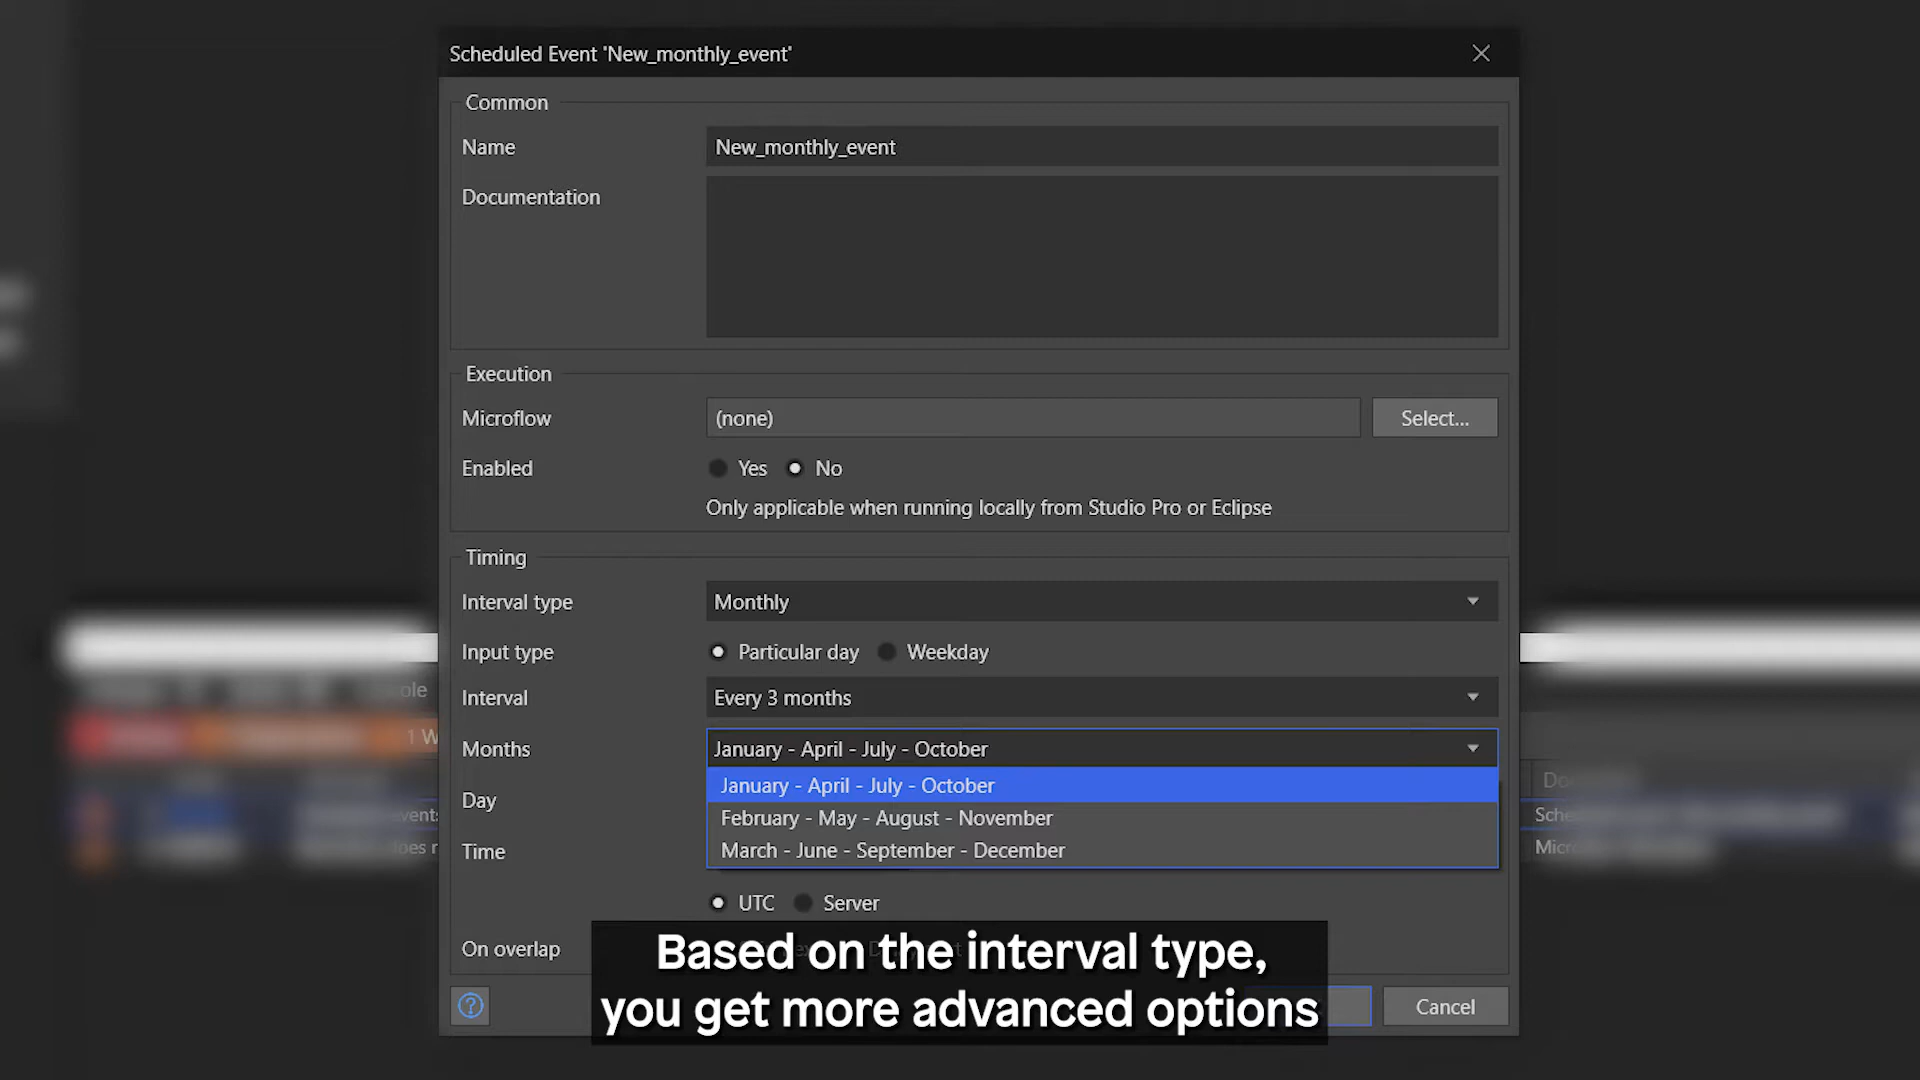 Scheduled Event 'New_monthly_event'
Common
Name
New_monthly_event
Documentation
Execution
Microflow
(none)
Select...
Enabled
Yes
No
Only applicable when running locally from Studio Pro or Eclipse
Timing
Interval type
Monthly
Input type
Particular day
Weekday
Interval
Every 3 months
Months
January - April - July - October
January - April - July - October
February - May - August - November
March - June - September - December
Day
Time
UTC
Server
On overlap
Based on the interval type,
you get more advanced options
Cancel